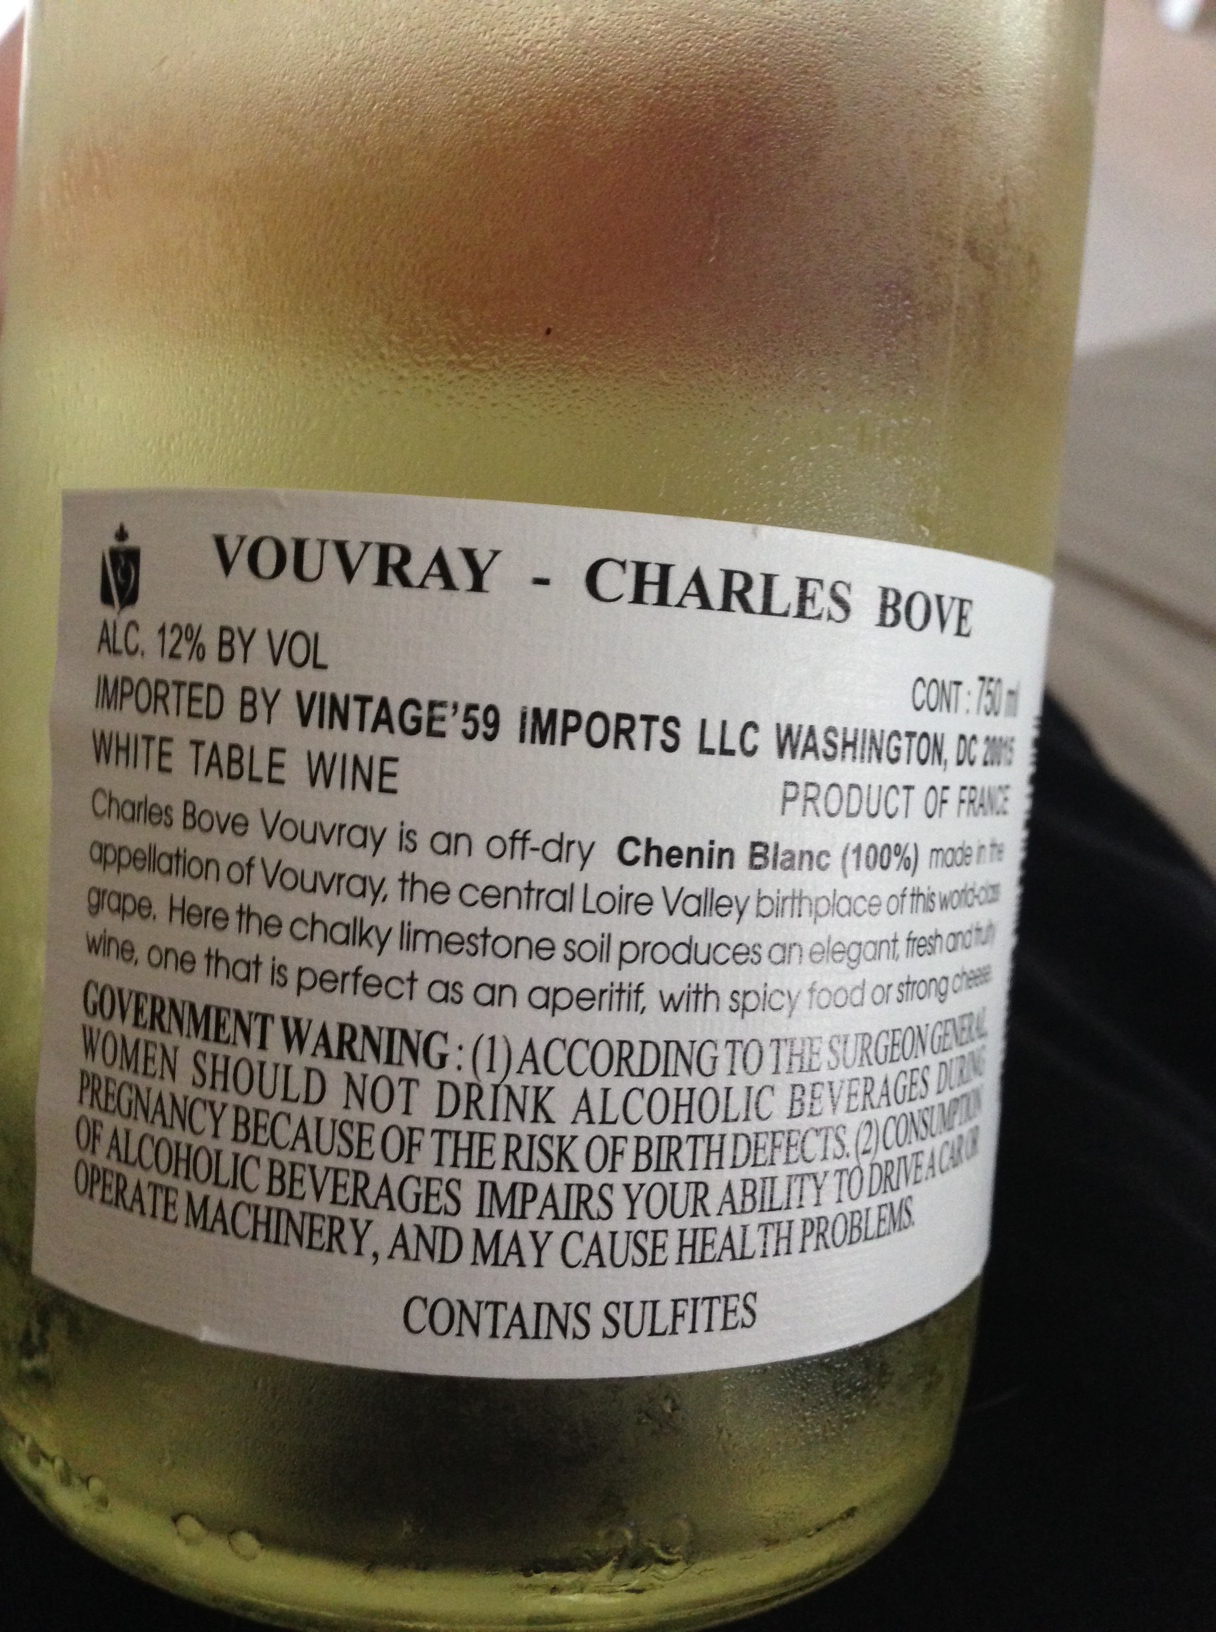 VOUVRAY - CHARLES BOVE
ALC. 12% BY VOL
CONT : 750 ml
IMPORTED BY VINTAGE'59 IMPORTS LLC WASHINGTON, DC 20015
WHITE TABLE WINE
PRODUCT OF FRANCE
Charles Bove Vouvray is an off-dry Chenin Blanc (100%) made in the
appellation of Vouvray, the central Loire Valley birthplace of this world-class
grape. Here the chalky limestone soil produces an elegant, fresh and fruity
wine, one that is perfect as an aperitif, with spicy food or strong cheese.
GOVERNMENT WARNING : (1) ACCORDING TO THE SURGEON GENERAL,
WOMEN SHOULD NOT DRINK ALCOHOLIC BEVERAGES DURING
PREGNANCY BECAUSE OF THE RISK OF BIRTH DEFECTS. (2) CONSUMPTION
OF ALCOHOLIC BEVERAGES IMPAIRS YOUR ABILITY TO DRIVE A CAR OR
OPERATE MACHINERY, AND MAY CAUSE HEALTH PROBLEMS.
CONTAINS SULFITES